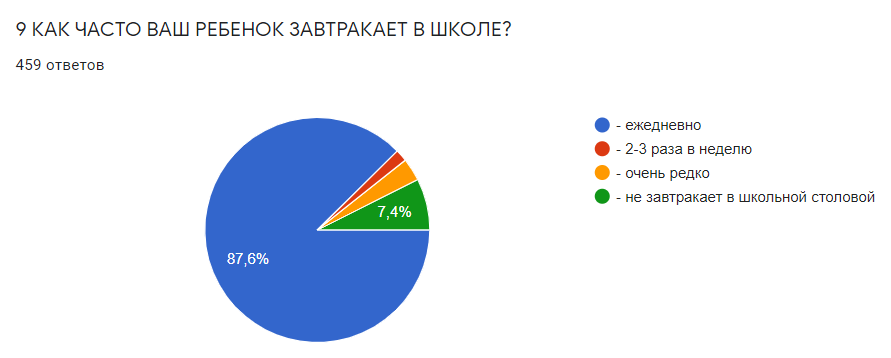 9 КАК ЧАСТО ВАШ РЕБЕНОК ЗАВТРАКАЕТ В ШКОЛЕ?
459 ответов
- ежедневно
- 2-3 раза в неделю
- очень редко
- не завтракает в школьной столовой
7,4%
87,6%